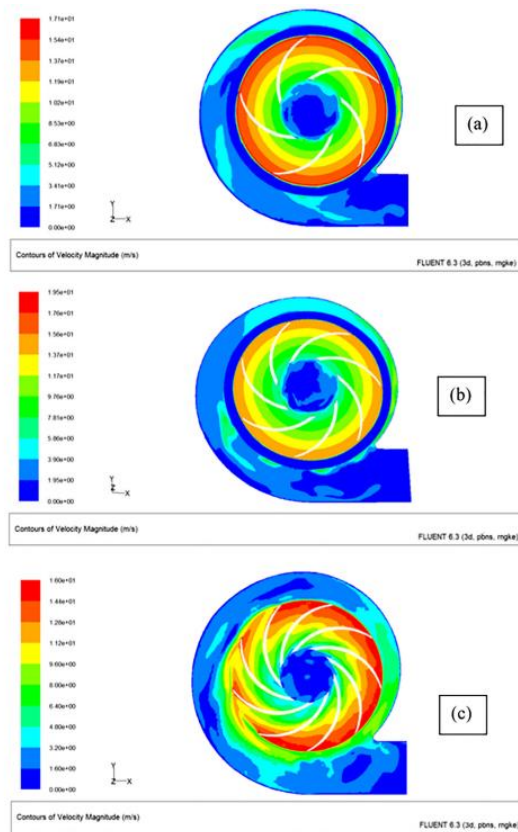 1.71e+01
1.54e+01
1.37e+01
1.19e+01
1.02e+01
8.53e+00
6.83e+00
5.12e+00
3.41e+00
1.71e+00
0.00e+00
(a)
Y
Z X
Contours of Velocity Magnitude (m/s)
FLUENT 6.3 (3d, pbns, rngke)
1.95e+01
1.76e+01
1.56e+01
1.37e+01
1.17e+01
9.76e+00
7.81e+00
5.86e+00
3.90e+00
1.95e+00
0.00e+00
(b)
Y
Z X
Contours of Velocity Magnitude (m/s)
FLUENT 6.3 (3d, pbns, rngke)
1.60e+01
1.44e+01
1.28e+01
1.12e+01
9.60e+00
8.00e+00
6.40e+00
4.80e+00
3.20e+00
1.60e+00
0.00e+00
(c)
Y
Z X
Contours of Velocity Magnitude (m/s)
FLUENT 6.3 (3d, pbns, rngke)